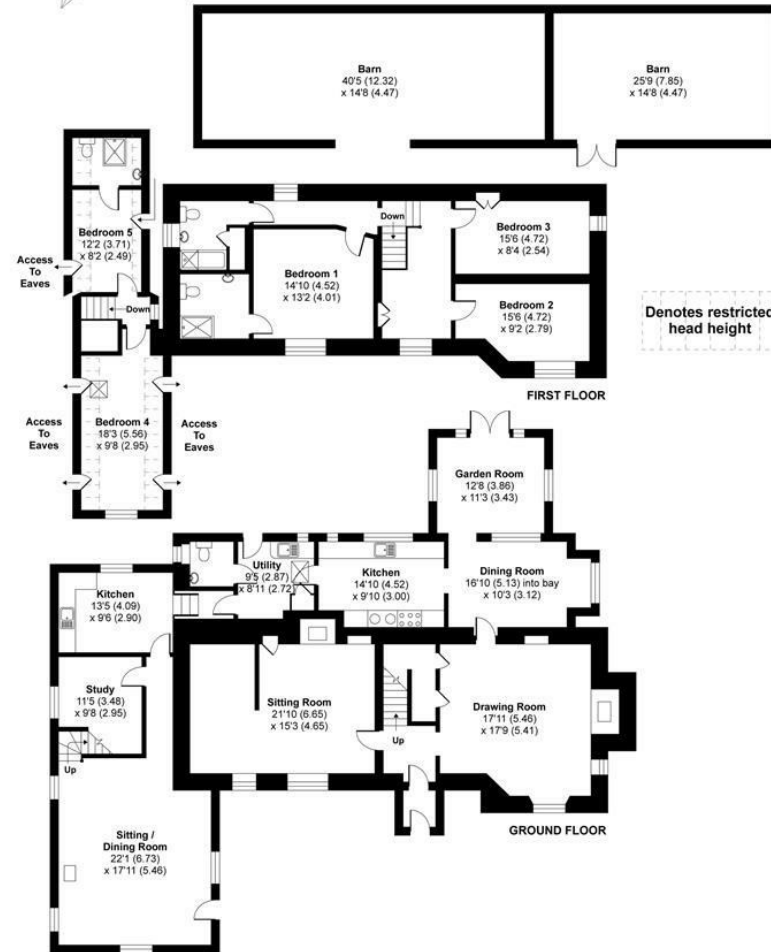 Barn
40'5 (12.32)
x 14'8 (4.47)
Barn
25'9 (7.85)
x 14'8 (4.47)
Bedroom 5
12'2 (3.71)
x 8'2 (2.49)
Access
To
Eaves
Down
Bedroom 1
14'10 (4.52)
x 13'2 (4.01)
Down
Bedroom 3
15'6 (4.72)
x 8'4 (2.54)
Bedroom 2
15'6 (4.72)
x 9'2 (2.79)
Denotes restricted
head height
FIRST FLOOR
Access
To
Eaves
Bedroom 4
18'3 (5.56)
x 9'8 (2.95)
Access
To
Eaves
Garden Room
12'8 (3.86)
x 11'3 (3.43)
Utility
9'5 (2.87)
x 8'11 (2.72)
Kitchen
14'10 (4.52)
x 9'10 (3.00)
Dining Room
16'10 (5.13) into bay
x 10'3 (3.12)
Kitchen
13'5 (4.09)
x 9'6 (2.90)
Study
11'5 (3.48)
x 9'8 (2.95)
Up
Sitting Room
21'10 (6.65)
x 15'3 (4.65)
Up
Drawing Room
17'11 (5.46)
x 17'9 (5.41)
GROUND FLOOR
Sitting /
Dining Room
22'1 (6.73)
x 17'11 (5.46)